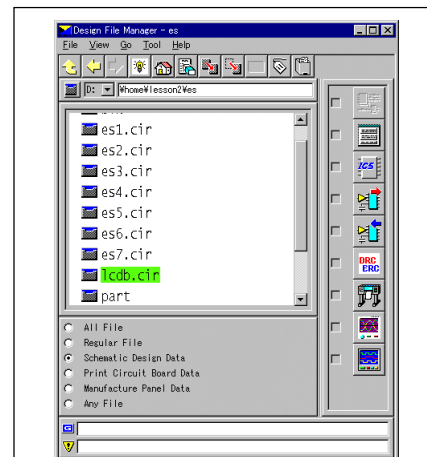 Design File Manager - es
File View Go Tool Help
D: ¥home¥lesson2¥es
es1.cir
es2.cir
es3.cir
es4.cir
es5.cir
es6.cir
es7.cir
lcdb.cir
part
All File
Regular File
Schematic Design Data
Print Circuit Board Data
Manufacture Panel Data
Any File
ICS
DRC
ERC